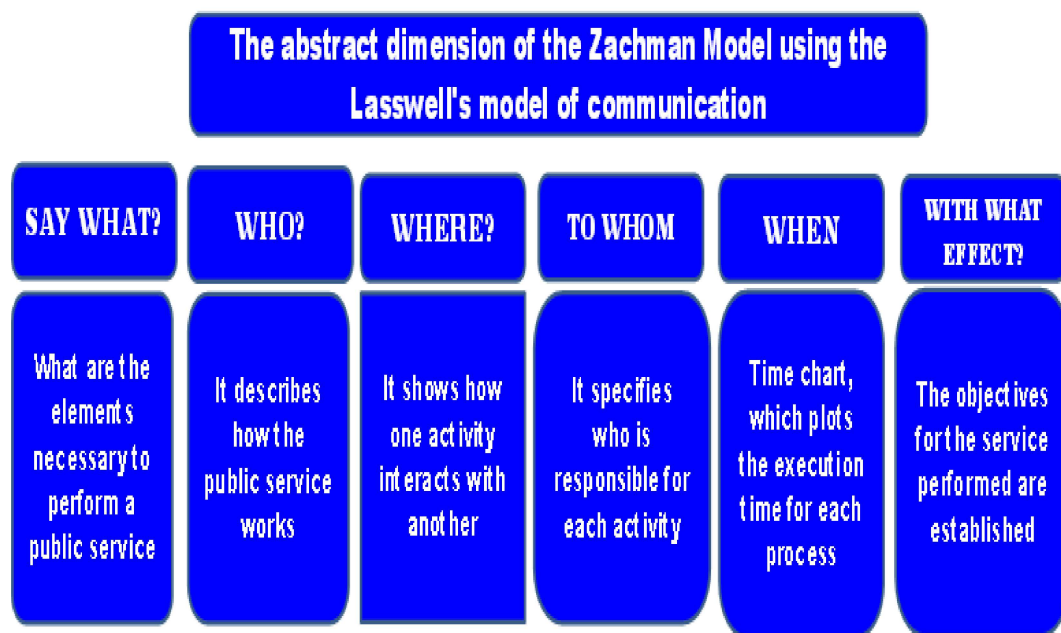 The abstract dimension of the Zachman Model using the
Lasswell's model of communication
SAY WHAT?
WHO?
WHERE?
TO WHOM
WHEN
WITH WHAT
EFFECT?
What are the
elements
necessary to
perform a
public service
It describes
how the
public service
works
It shows how
one activity
interacts with
another
It specifies
who is
responsible for
each activity
Time chart,
which plots
the execution
time for each
process
The objectives
for the service
performed are
established